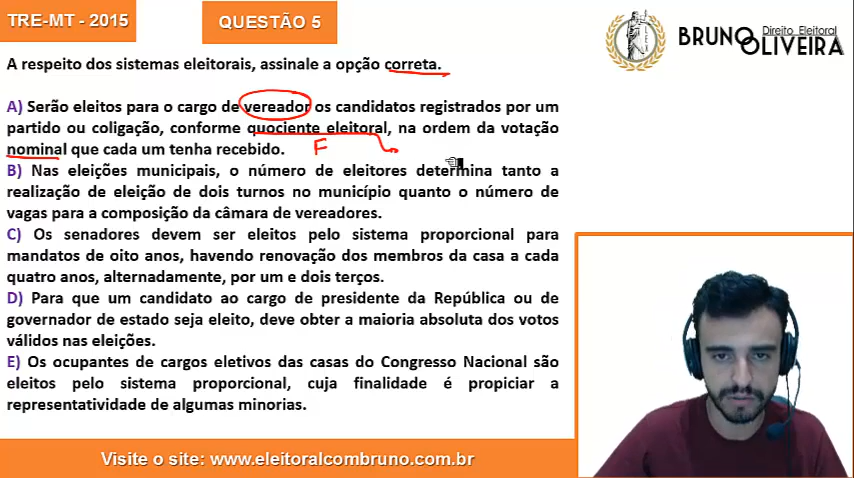 TRE-MT - 2015
QUESTÃO 5
BRUNO
Direito Eleitoral
OLIVEIRA
A respeito dos sistemas eleitorais, assinale a opção correta.
A) Serão eleitos para o cargo de vereador os candidatos registrados por um
partido ou coligação, conforme quociente eleitoral, na ordem da votação
nominal que cada um tenha recebido. F
B) Nas eleições municipais, o número de eleitores determina tanto a
realização de eleição de dois turnos no município quanto o número de
vagas para a composição da câmara de vereadores.
C) Os senadores devem ser eleitos pelo sistema proporcional para
mandatos de oito anos, havendo renovação dos membros da casa a cada
quatro anos, alternadamente, por um e dois terços.
D) Para que um candidato ao cargo de presidente da República ou de
governador de estado seja eleito, deve obter a maioria absoluta dos votos
válidos nas eleições.
E) Os ocupantes de cargos eletivos das casas do Congresso Nacional são
eleitos pelo sistema proporcional, cuja finalidade é propiciar a
representatividade de algumas minorias.
Visite o site: www.eleitoralcombruno.com.br